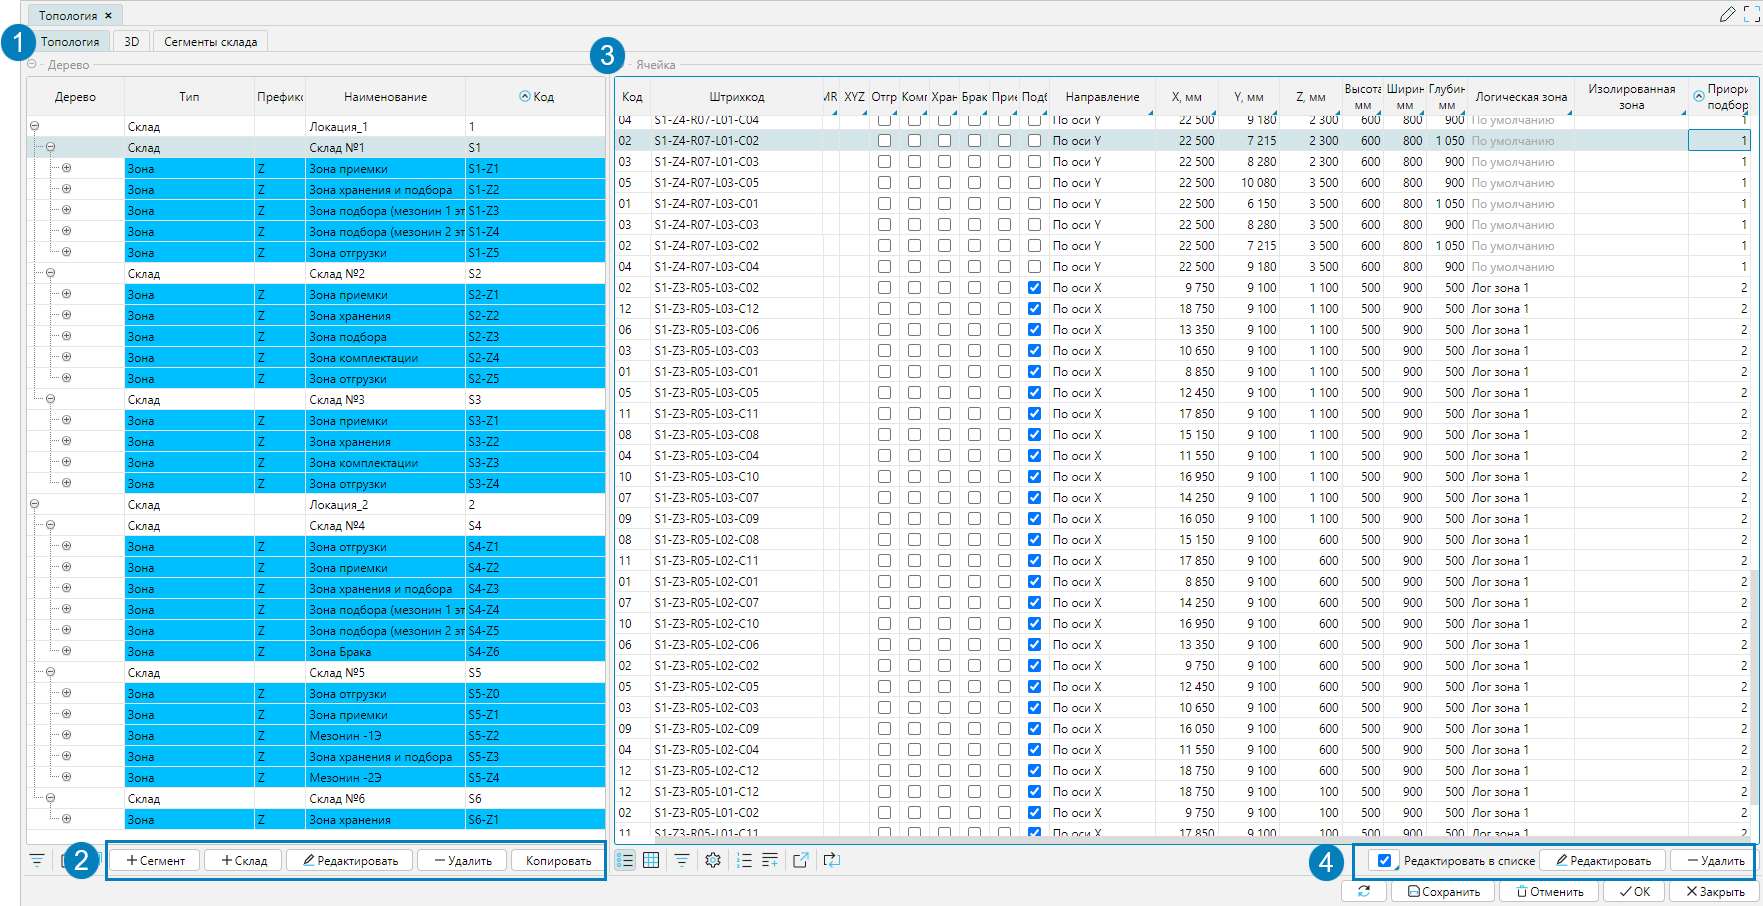 Топология ×
1 Топология 3D Сегменты склада
Дерево
Дерево Тип Префикс Наименование Код
Склад Локация_1 1
Склад Склад №1 S1
Зона Z Зона приемки S1-Z1
Зона Z Зона хранения и подбора S1-Z2
Зона Z Зона подбора (мезонин 1 эт S1-Z3
Зона Z Зона подбора (мезонин 2 эт S1-Z4
Зона Z Зона отгрузки S1-Z5
Склад Склад №2 S2
Зона Z Зона приемки S2-Z1
Зона Z Зона хранения S2-Z2
Зона Z Зона подбора S2-Z3
Зона Z Зона комплектации S2-Z4
Зона Z Зона отгрузки S2-Z5
Склад Склад №3 S3
Зона Z Зона приемки S3-Z1
Зона Z Зона хранения S3-Z2
Зона Z Зона комплектации S3-Z3
Зона Z Зона отгрузки S3-Z4
Склад Локация_2 2
Склад Склад №4 S4
Зона Z Зона отгрузки S4-Z1
Зона Z Зона приемки S4-Z2
Зона Z Зона хранения и подбора S4-Z3
Зона Z Зона подбора (мезонин 1 эт S4-Z4
Зона Z Зона подбора (мезонин 2 эт S4-Z5
Зона Z Зона Брака S4-Z6
Склад Склад №5 S5
Зона Z Зона отгрузки S5-Z0
Зона Z Зона приемки S5-Z1
Зона Z Мезонин -1Э S5-Z2
Зона Z Зона хранения и подбора S5-Z3
Зона Z Мезонин -2Э S5-Z4
Склад Склад №6 S6
Зона Z Зона хранения S6-Z1
2 + Сегмент + Склад Редактировать — Удалить Копировать
3 Ячейка
Код Штрихкод MR XYZ Отгр Комп Хран Брак Прие Подб Направление X, мм Y, мм Z, мм Высота мм Ширин мм Глубин мм Логическая зона Изолированная зона Приори подбор
04 S1-Z4-R07-L01-C04 По оси Y 22 500 9 180 2 300 600 800 900 По умолчанию 1
02 S1-Z4-R07-L01-C02 По оси Y 22 500 7 215 2 300 600 800 1 050 По умолчанию 1
03 S1-Z4-R07-L01-C03 По оси Y 22 500 8 280 2 300 600 800 900 По умолчанию 1
05 S1-Z4-R07-L03-C05 По оси Y 22 500 10 080 3 500 600 800 900 По умолчанию 1
01 S1-Z4-R07-L03-C01 По оси Y 22 500 6 150 3 500 600 800 1 050 По умолчанию 1
03 S1-Z4-R07-L03-C03 По оси Y 22 500 8 280 3 500 600 800 900 По умолчанию 1
02 S1-Z4-R07-L03-C02 По оси Y 22 500 7 215 3 500 600 800 1 050 По умолчанию 1
04 S1-Z4-R07-L03-C04 По оси Y 22 500 9 180 3 500 600 800 900 По умолчанию 1
02 S1-Z3-R05-L03-C02 По оси X 9 750 9 100 1 100 500 900 500 Лог зона 1 2
12 S1-Z3-R05-L03-C12 По оси X 18 750 9 100 1 100 500 900 500 Лог зона 1 2
06 S1-Z3-R05-L03-C06 По оси X 13 350 9 100 1 100 500 900 500 Лог зона 1 2
03 S1-Z3-R05-L03-C03 По оси X 10 650 9 100 1 100 500 900 500 Лог зона 1 2
01 S1-Z3-R05-L03-C01 По оси X 8 850 9 100 1 100 500 900 500 Лог зона 1 2
05 S1-Z3-R05-L03-C05 По оси X 12 450 9 100 1 100 500 900 500 Лог зона 1 2
11 S1-Z3-R05-L03-C11 По оси X 17 850 9 100 1 100 500 900 500 Лог зона 1 2
08 S1-Z3-R05-L03-C08 По оси X 15 150 9 100 1 100 500 900 500 Лог зона 1 2
04 S1-Z3-R05-L03-C04 По оси X 11 550 9 100 1 100 500 900 500 Лог зона 1 2
10 S1-Z3-R05-L03-C10 По оси X 16 950 9 100 1 100 500 900 500 Лог зона 1 2
07 S1-Z3-R05-L03-C07 По оси X 14 250 9 100 1 100 500 900 500 Лог зона 1 2
09 S1-Z3-R05-L03-C09 По оси X 16 050 9 100 1 100 500 900 500 Лог зона 1 2
08 S1-Z3-R05-L02-C08 По оси X 15 150 9 100 600 500 900 500 Лог зона 1 2
11 S1-Z3-R05-L02-C11 По оси X 17 850 9 100 600 500 900 500 Лог зона 1 2
01 S1-Z3-R05-L02-C01 По оси X 8 850 9 100 600 500 900 500 Лог зона 1 2
07 S1-Z3-R05-L02-C07 По оси X 14 250 9 100 600 500 900 500 Лог зона 1 2
10 S1-Z3-R05-L02-C10 По оси X 16 950 9 100 600 500 900 500 Лог зона 1 2
06 S1-Z3-R05-L02-C06 По оси X 13 350 9 100 600 500 900 500 Лог зона 1 2
02 S1-Z3-R05-L02-C02 По оси X 9 750 9 100 600 500 900 500 Лог зона 1 2
05 S1-Z3-R05-L02-C05 По оси X 12 450 9 100 600 500 900 500 Лог зона 1 2
03 S1-Z3-R05-L02-C03 По оси X 10 650 9 100 600 500 900 500 Лог зона 1 2
09 S1-Z3-R05-L02-C09 По оси X 16 050 9 100 600 500 900 500 Лог зона 1 2
04 S1-Z3-R05-L02-C04 По оси X 11 550 9 100 600 500 900 500 Лог зона 1 2
12 S1-Z3-R05-L02-C12 По оси X 18 750 9 100 600 500 900 500 Лог зона 1 2
12 S1-Z3-R05-L01-C12 По оси X 18 750 9 100 100 500 900 500 Лог зона 1 2
02 S1-Z3-R05-L01-C02 По оси X 9 750 9 100 100 500 900 500 Лог зона 1 2
11 S1-Z3-R05-L01-C11 По оси X 17 850 9 100 100 500 900 500 Лог зона 1 2
4 Редактировать в списке Редактировать — Удалить
Сохранить Отменить OK Закрыть